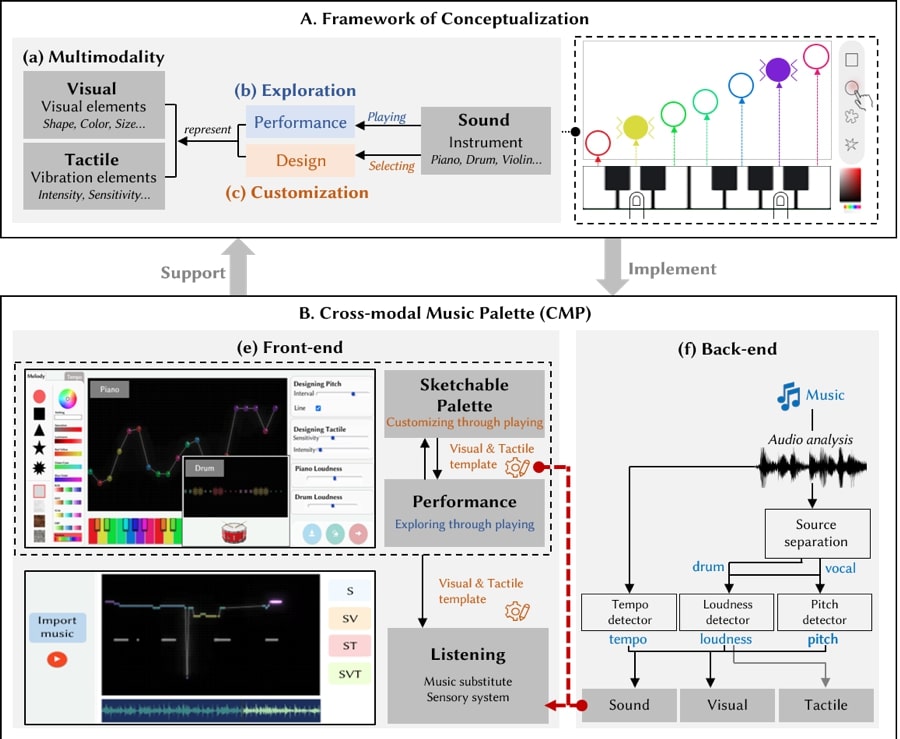 A. Framework of Conceptualization
(a) Multimodality
Visual
Visual elements
Shape, Color, Size...
Tactile
Vibration elements
Intensity, Sensitivity...
represent
(b) Exploration
Performance
Design
(c) Customization
Playing
Selecting
Sound
Instrument
Piano, Drum, Violin...
Support
Implement
B. Cross-modal Music Palette (CMP)
(e) Front-end
Melody
Tempo
Piano
Drum
Designing Pitch
Interval
Line
Designing Tactile
Sensitivity
Intensity
Piano Loudness
Drum Loudness
Sketchable
Palette
Customizing through playing
Visual & Tactile
template
Performance
Exploring through playing
Visual & Tactile
template
Import
music
S
SV
ST
SVT
Listening
Music substitute
Sensory system
(f) Back-end
Music
Audio analysis
Source
separation
drum
vocal
Tempo
detector
Loudness
detector
Pitch
detector
tempo
loudness
pitch
Sound
Visual
Tactile